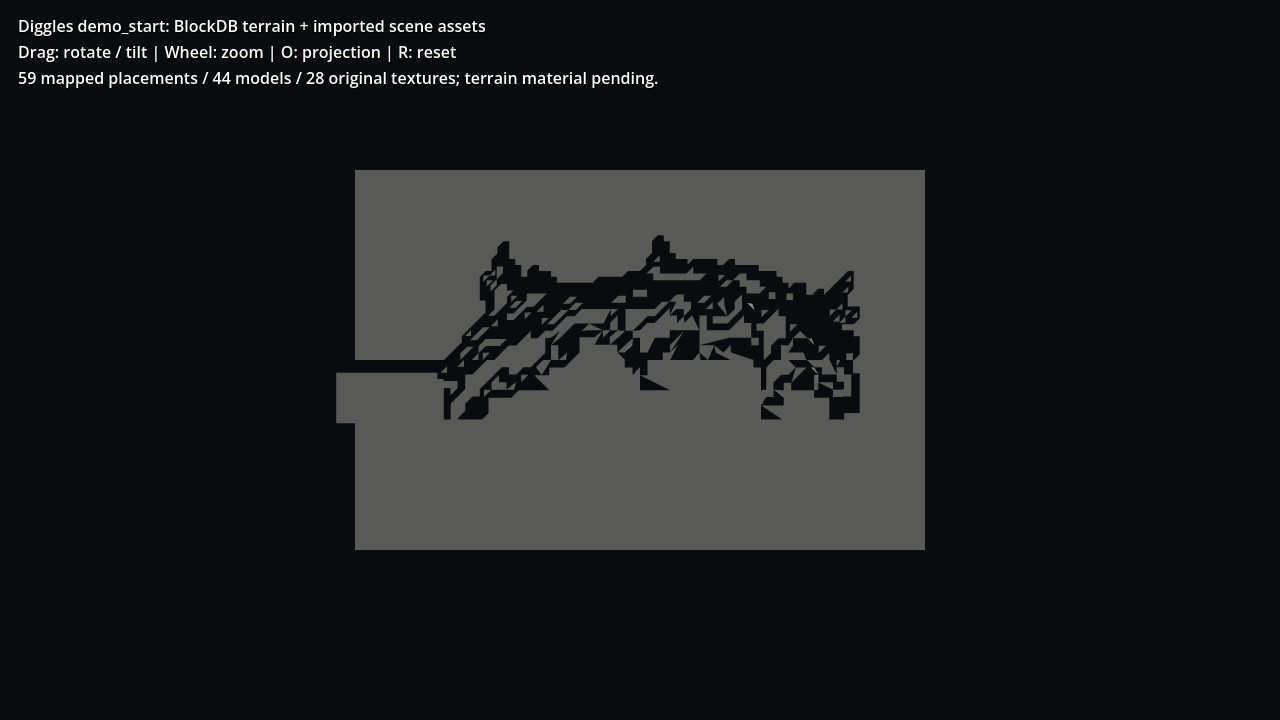 Diggles demo_start: BlockDB terrain + imported scene assets
Drag: rotate / tilt | Wheel: zoom | O: projection | R: reset
59 mapped placements / 44 models / 28 original textures; terrain material pending.